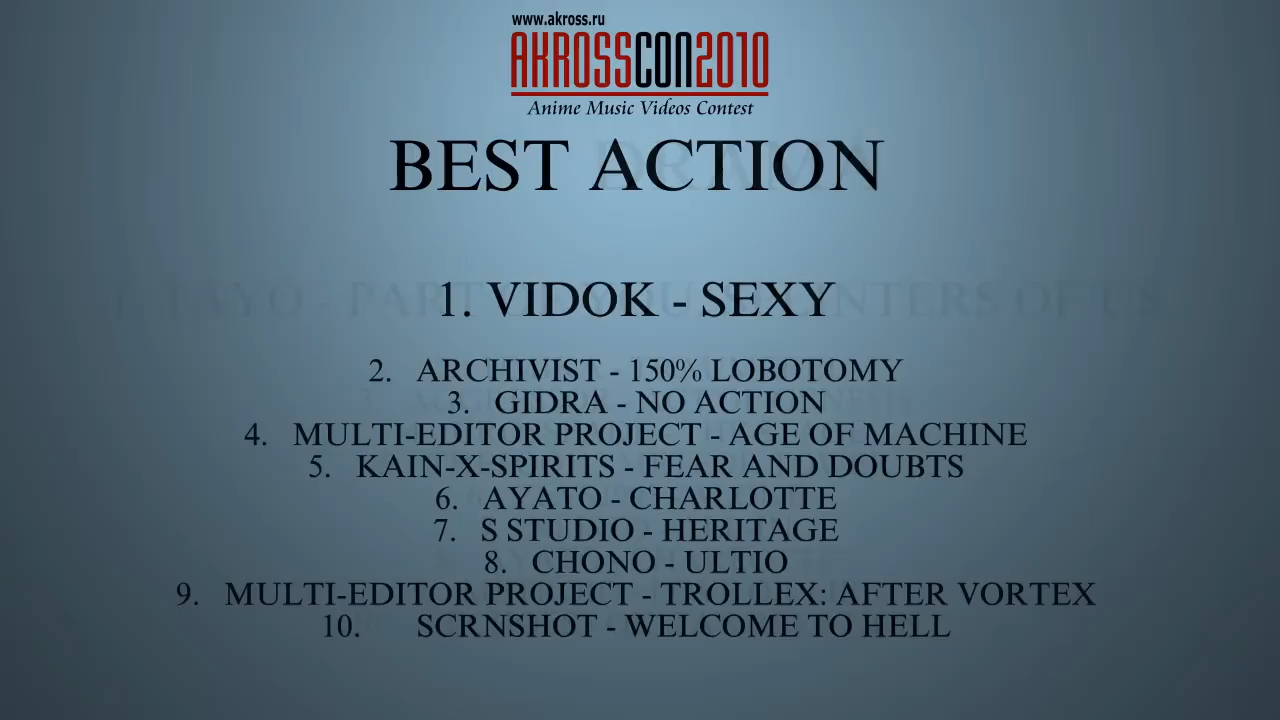 www.akross.ru
AKROSSCON2010
Anime Music Videos Contest
BEST ACTION
1. VIDOK - SEXY
2. ARCHIVIST - 150% LOBOTOMY
3. GIDRA - NO ACTION
4. MULTI-EDITOR PROJECT - AGE OF MACHINE
5. KAIN-X-SPIRITS - FEAR AND DOUBTS
6. AYATO - CHARLOTTE
7. S STUDIO - HERITAGE
8. CHONO - ULTIO
9. MULTI-EDITOR PROJECT - TROLLEX: AFTER VORTEX
10. SCRNSHOT - WELCOME TO HELL